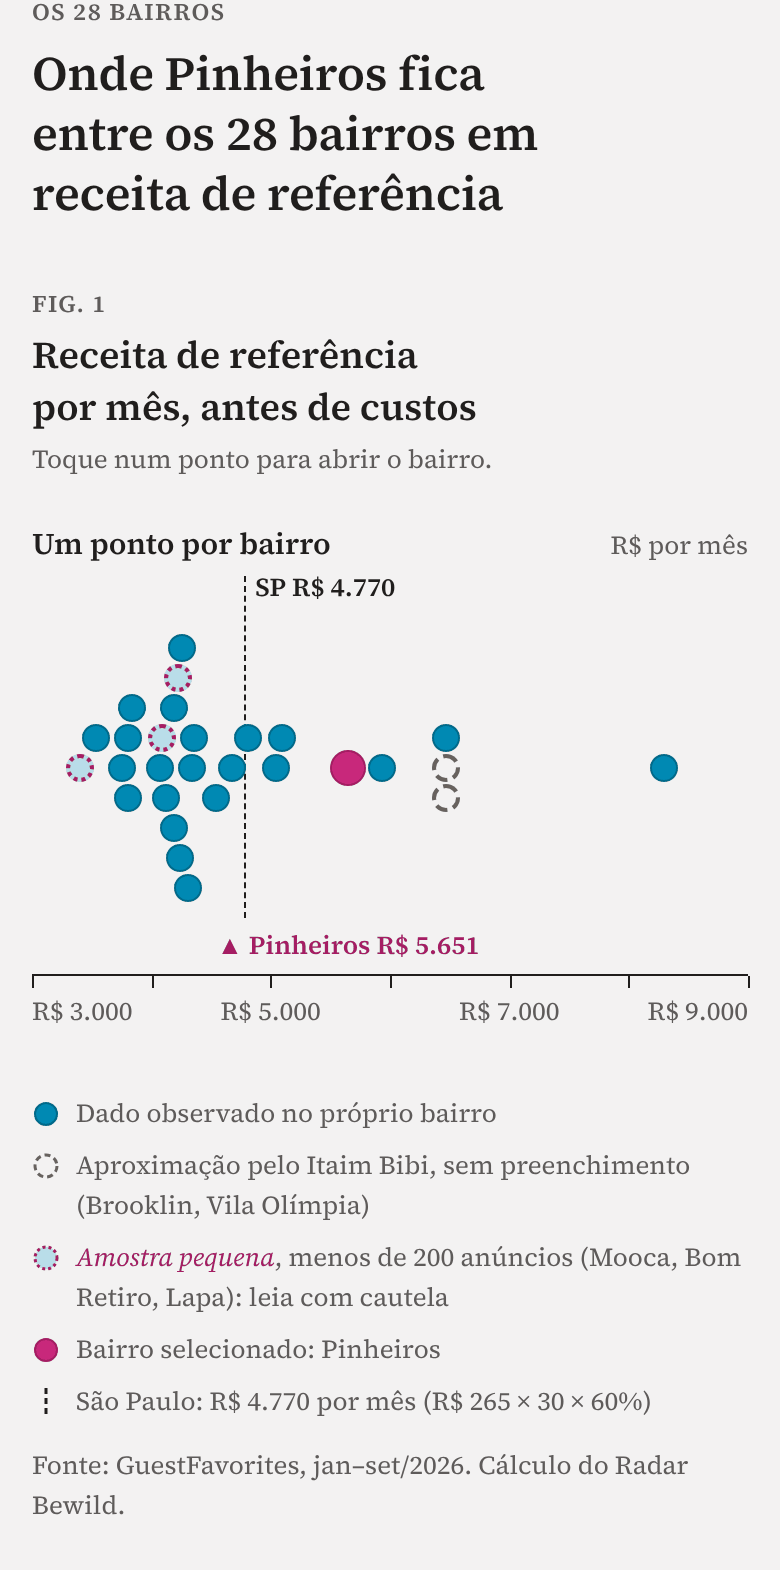 OS 28 BAIRROS
Onde Pinheiros fica
entre os 28 bairros em
receita de referência
FIG. 1
Receita de referência
por mês, antes de custos
Toque num ponto para abrir o bairro.
Um ponto por bairro
R$ por mês
SP R$ 4.770
▲ Pinheiros R$ 5.651
R$ 3.000
R$ 5.000
R$ 7.000
R$ 9.000
Dado observado no próprio bairro
Aproximação pelo Itaim Bibi, sem preenchimento
(Brooklin, Vila Olímpia)
Amostra pequena, menos de 200 anúncios (Mooca, Bom
Retiro, Lapa): leia com cautela
Bairro selecionado: Pinheiros
São Paulo: R$ 4.770 por mês (R$ 265 × 30 × 60%)
Fonte: GuestFavorites, jan–set/2026. Cálculo do Radar
Bewild.